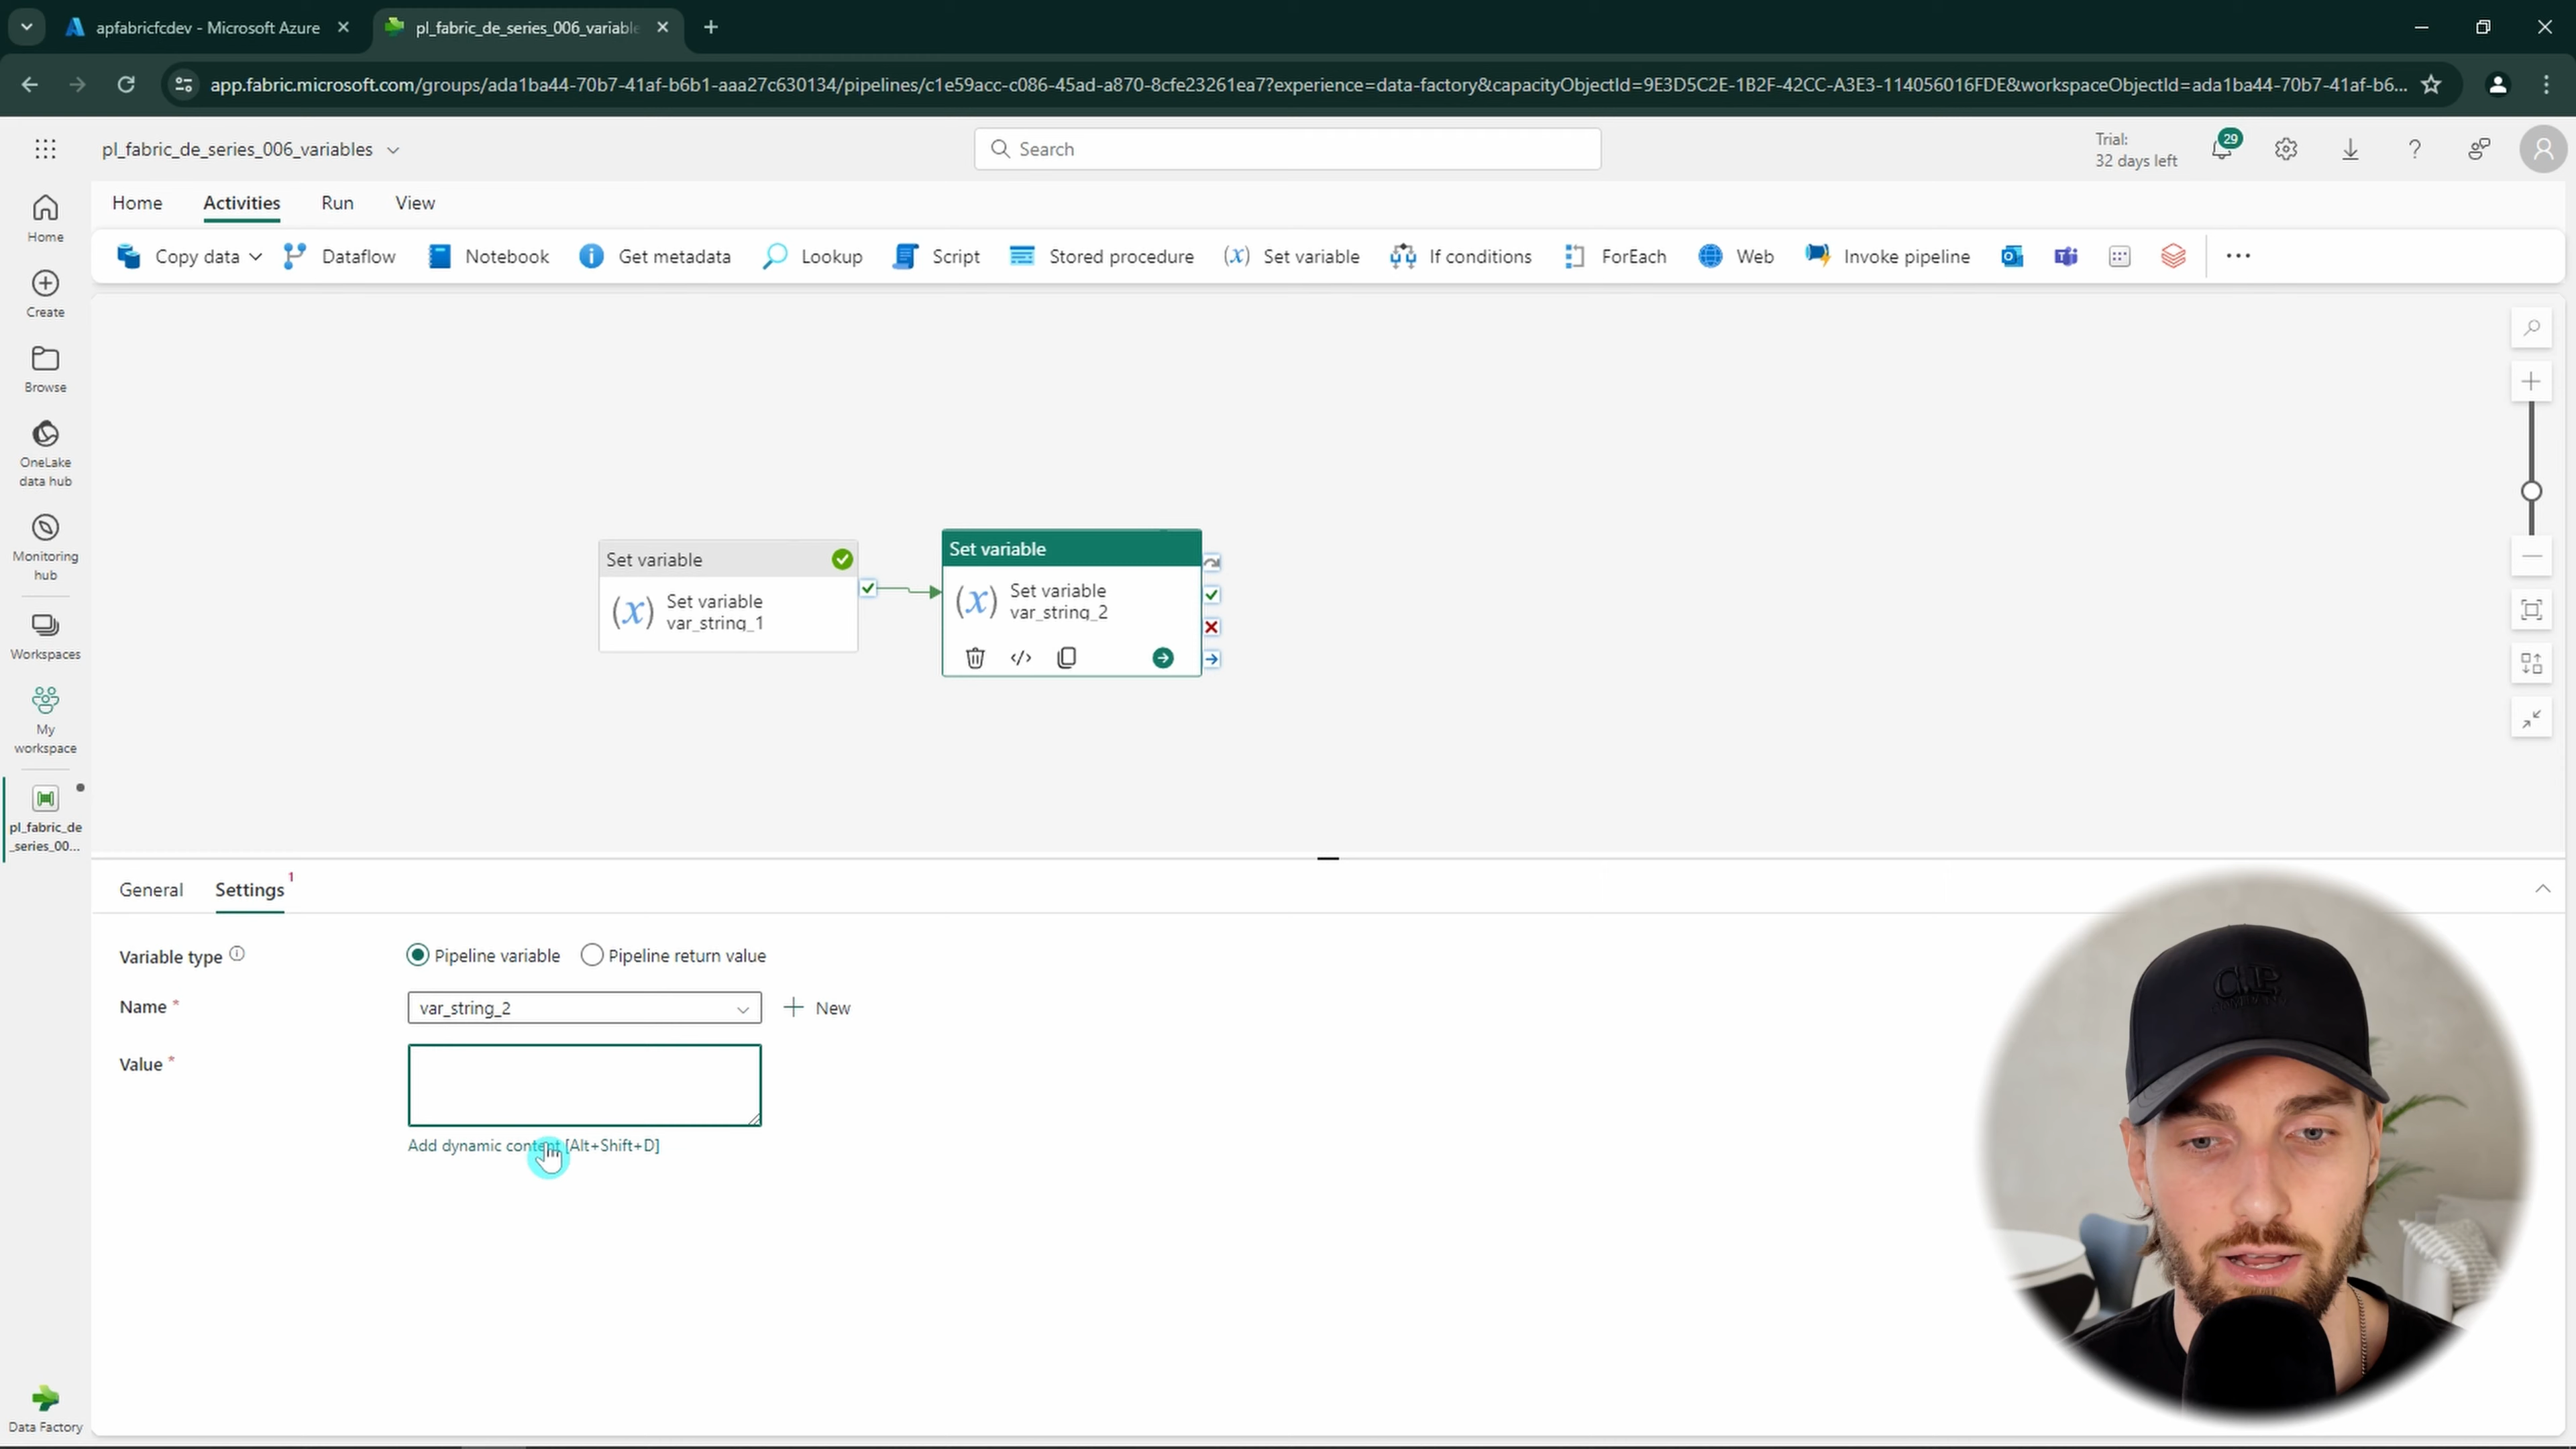 apfabricfcdev - Microsoft Azure
pl_fabric_de_series_006_variable
app.fabric.microsoft.com/groups/ada1ba44-70b7-41af-b6b1-aaa27c630134/pipelines/c1e59acc-c086-45ad-a870-8cfe23261ea7?experience=data-factory&capacityObjectId=9E3D5C2E-1B2F-42CC-A3E3-114056016FDE&workspaceObjectId=ada1ba44-70b7-41af-b6...
pl_fabric_de_series_006_variables
Search
Trial:
32 days left
29
Home
Activities
Run
View
Copy data
Dataflow
Notebook
Get metadata
Lookup
Script
Stored procedure
(x) Set variable
If conditions
ForEach
Web
Invoke pipeline
Home
Create
Browse
OneLake
data hub
Monitoring
hub
Workspaces
My
workspace
pl_fabric_de
_series_00...
Data Factory
Set variable
(x) Set variable
var_string_1
Set variable
(x) Set variable
var_string_2
General
Settings 1
Variable type
Pipeline variable
Pipeline return value
Name *
var_string_2
New
Value *
Add dynamic content [Alt+Shift+D]